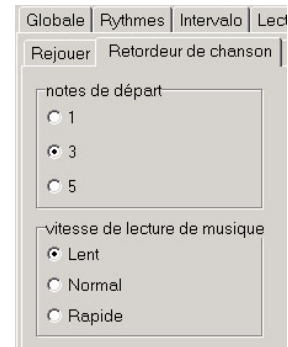 Globale Rythmes Intervalo Lect
Rejouer Retordeur de chanson
notes de départ
1
3
5
vitesse de lecture de musique
Lent
Normal
Rapide